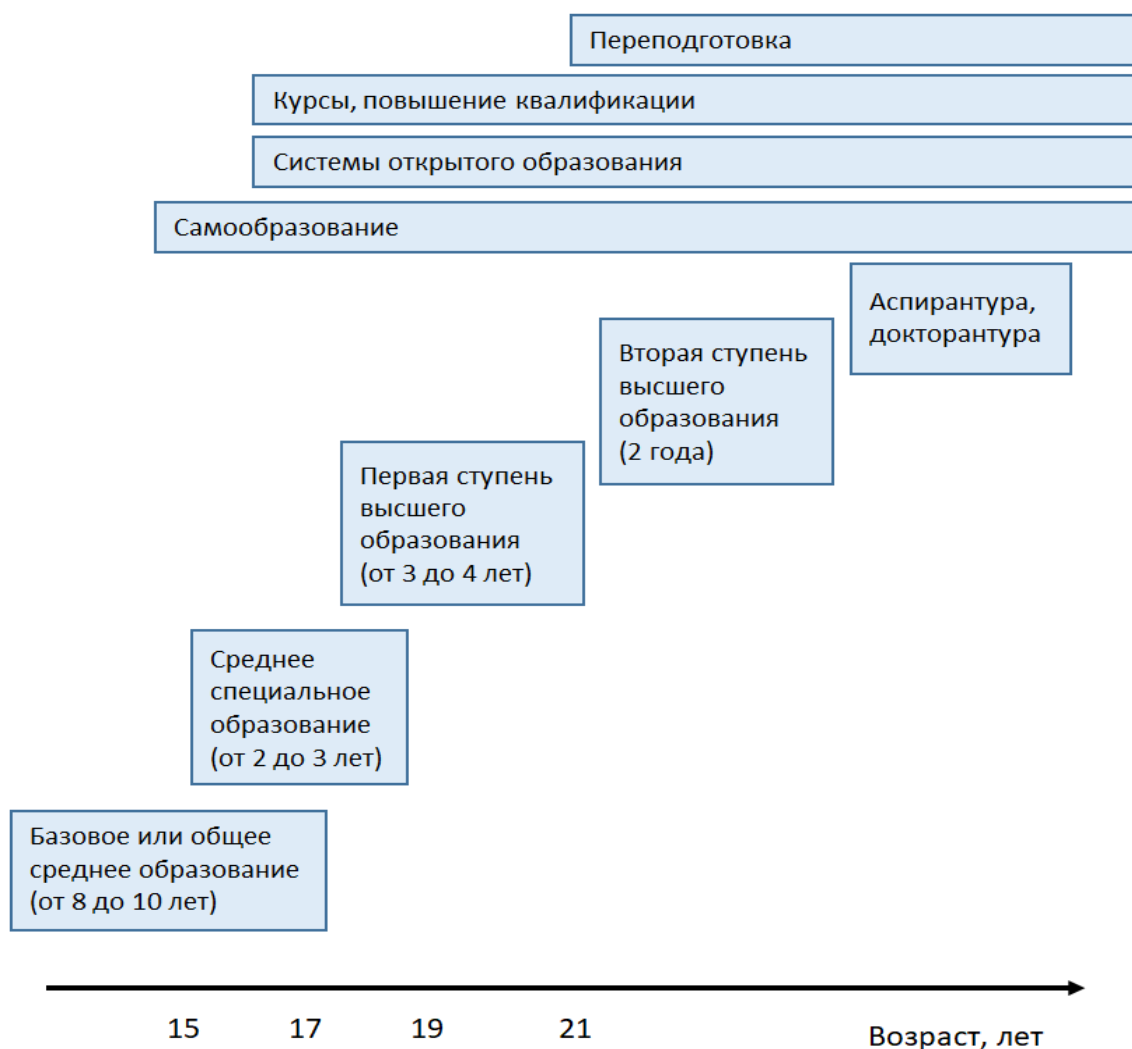 Переподготовка
Курсы, повышение квалификации
Системы открытого образования
Самообразование
Аспирантура,
докторантура
Вторая ступень
высшего
образования
(2 года)
Первая ступень
высшего
образования
(от 3 до 4 лет)
Среднее
специальное
образование
(от 2 до 3 лет)
Базовое или общее
среднее образование
(от 8 до 10 лет)
15 17 19 21 Возраст, лет